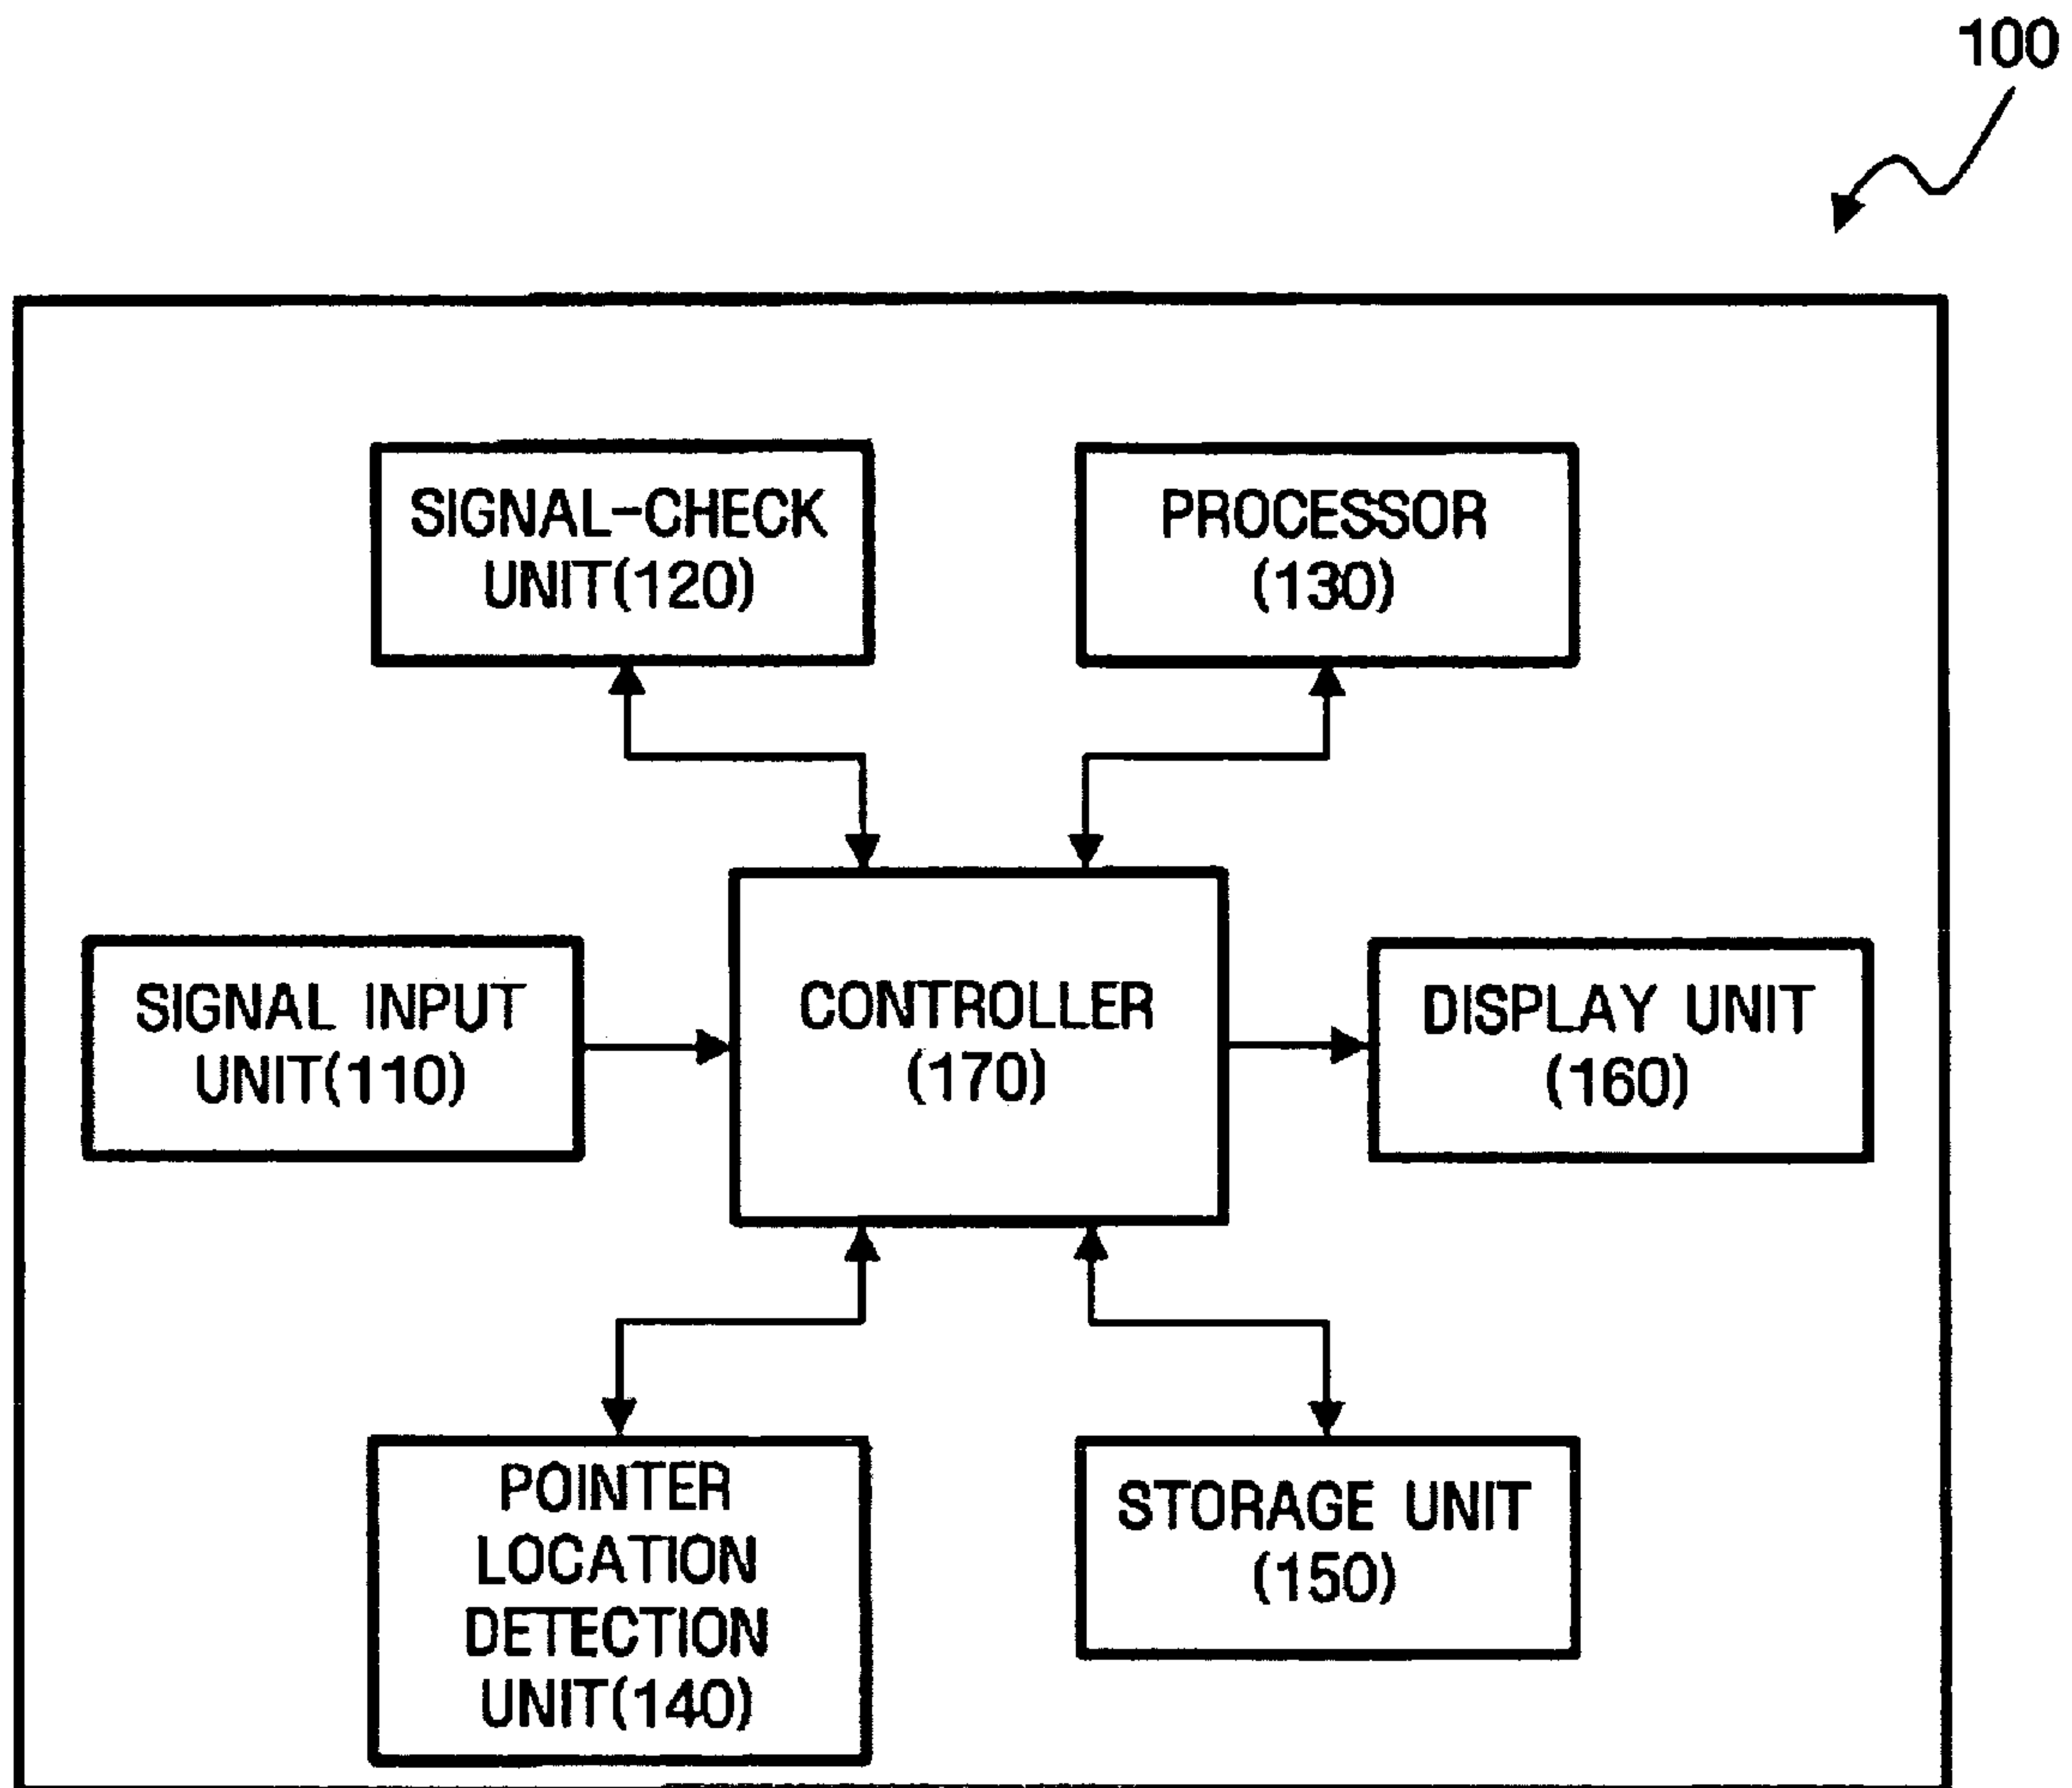 100
SIGNAL-CHECK
UNIT(120)
PROCESSOR
(130)
SIGNAL INPUT
UNIT(110)
CONTROLLER
(170)
DISPLAY UNIT
(160)
POINTER
LOCATION
DETECTION
UNIT(140)
STORAGE UNIT
(150)